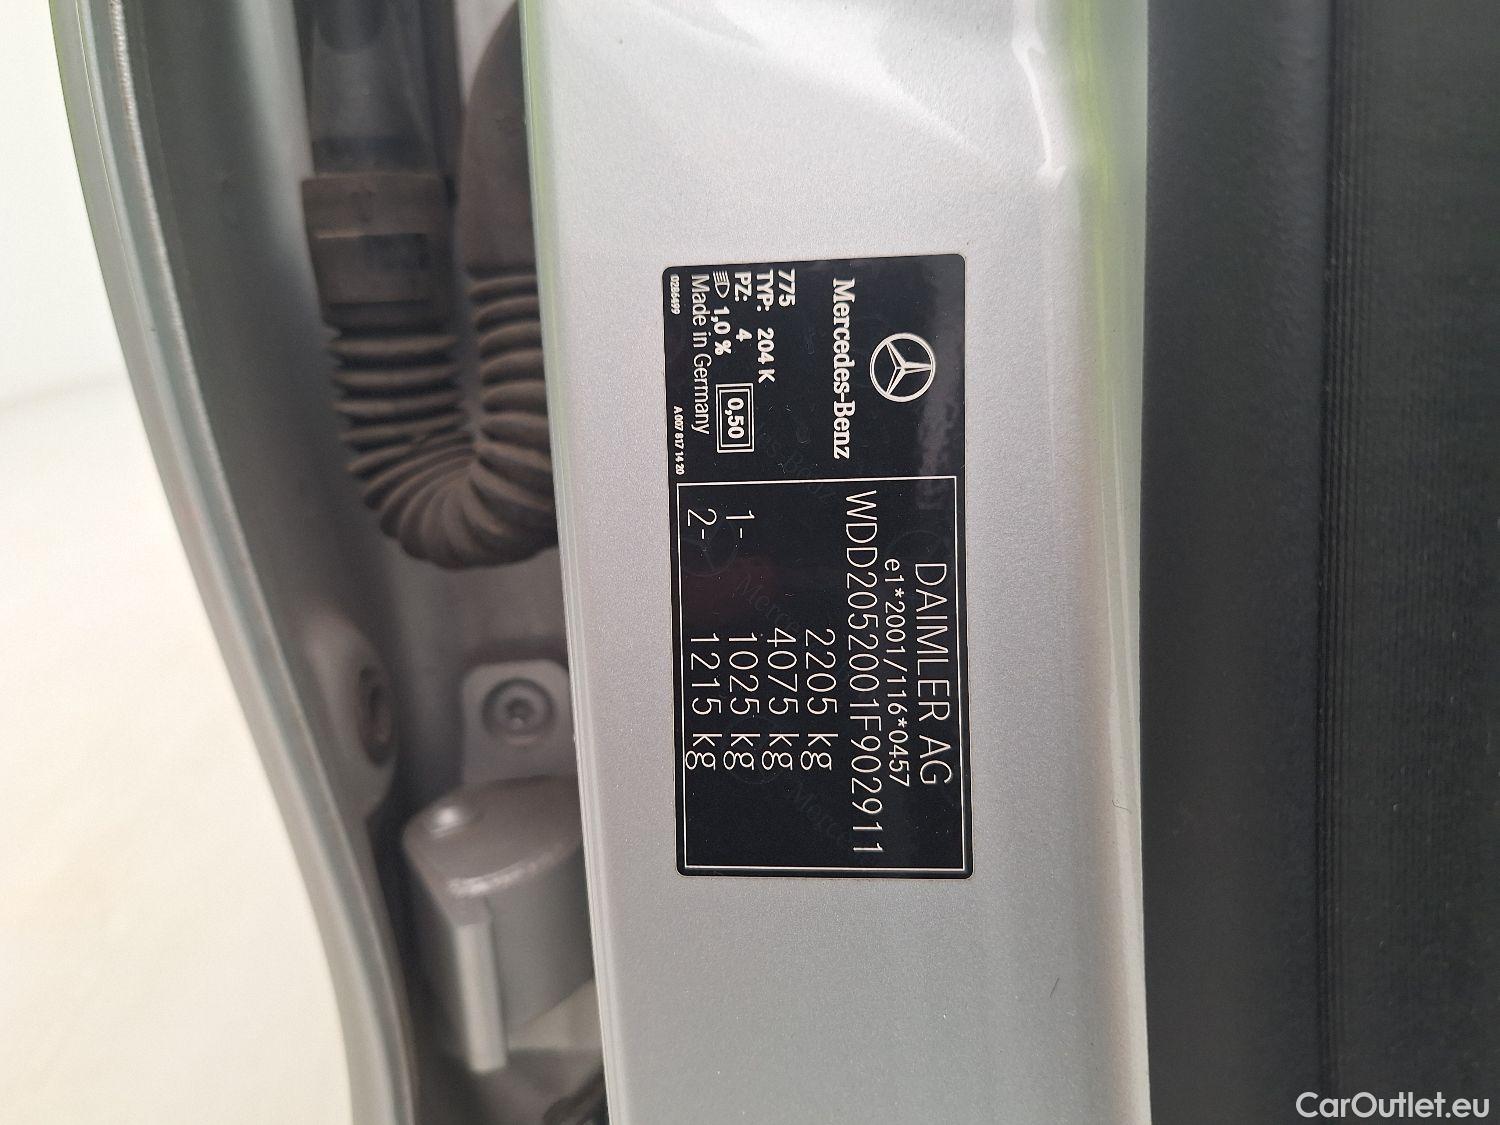 Mercedes-Benz
775
TYP: 204 K
PZ: 4
1,0 % 0,50
Made in Germany
0286499 A 007 817 14 20
DAIMLER AG
e1*2001/116*0457
WDD2052001F902911
2205 kg
4075 kg
1- 1025 kg
2- 1215 kg
CarOutlet.eu